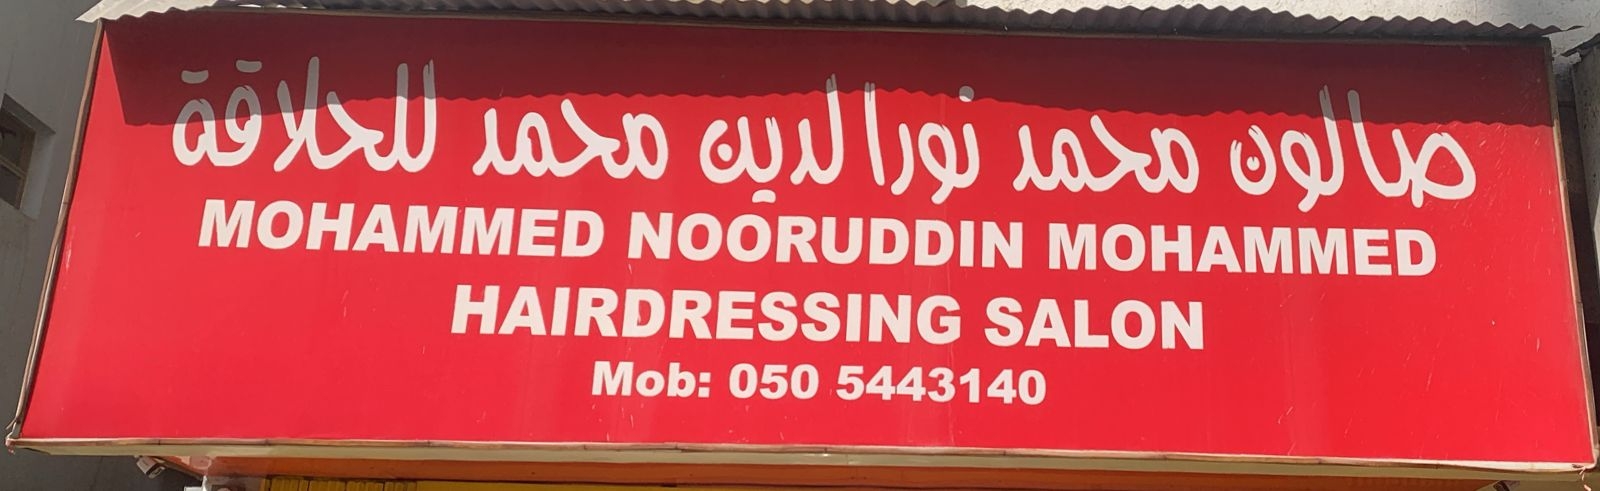 صالون محمد نورالدين محمد للحلاقة
MOHAMMED NOORUDDIN MOHAMMED
HAIRDRESSING SALON
Mob: 050 5443140